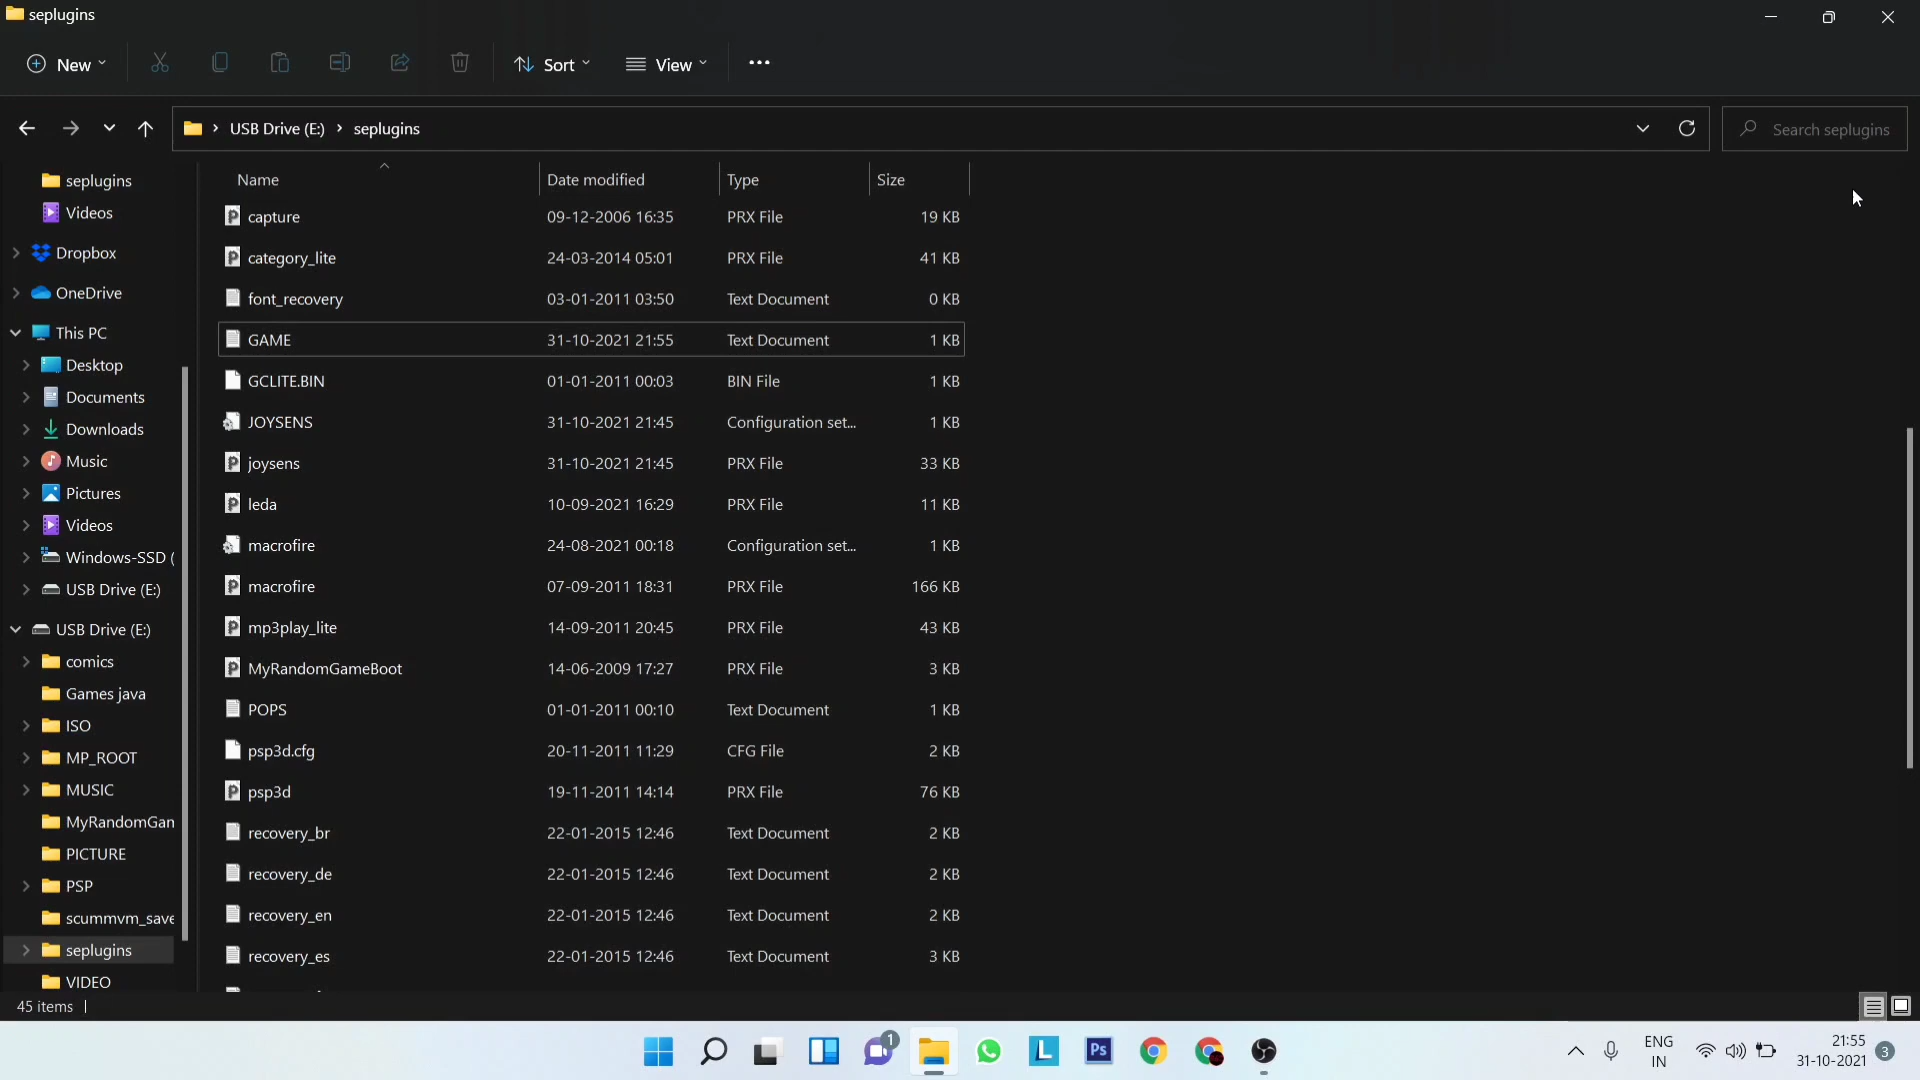 seplugins
New
Sort
View
USB Drive (E:) > seplugins
Search seplugins
Name Date modified Type Size
seplugins
Videos
Dropbox
OneDrive
This PC
Desktop
Documents
Downloads
Music
Pictures
Videos
Windows-SSD (
USB Drive (E:)
USB Drive (E:)
comics
Games java
ISO
MP_ROOT
MUSIC
MyRandomGam
PICTURE
PSP
scummvm_save
seplugins
VIDEO
capture 09-12-2006 16:35 PRX File 19 KB
category_lite 24-03-2014 05:01 PRX File 41 KB
font_recovery 03-01-2011 03:50 Text Document 0 KB
GAME 31-10-2021 21:55 Text Document 1 KB
GCLITE.BIN 01-01-2011 00:03 BIN File 1 KB
JOYSENS 31-10-2021 21:45 Configuration set... 1 KB
joysens 31-10-2021 21:45 PRX File 33 KB
leda 10-09-2021 16:29 PRX File 11 KB
macrofire 24-08-2021 00:18 Configuration set... 1 KB
macrofire 07-09-2011 18:31 PRX File 166 KB
mp3play_lite 14-09-2011 20:45 PRX File 43 KB
MyRandomGameBoot 14-06-2009 17:27 PRX File 3 KB
POPS 01-01-2011 00:10 Text Document 1 KB
psp3d.cfg 20-11-2011 11:29 CFG File 2 KB
psp3d 19-11-2011 14:14 PRX File 76 KB
recovery_br 22-01-2015 12:46 Text Document 2 KB
recovery_de 22-01-2015 12:46 Text Document 2 KB
recovery_en 22-01-2015 12:46 Text Document 2 KB
recovery_es 22-01-2015 12:46 Text Document 3 KB
45 items
1
L
Ps
ENG
IN
21:55
31-10-2021
3